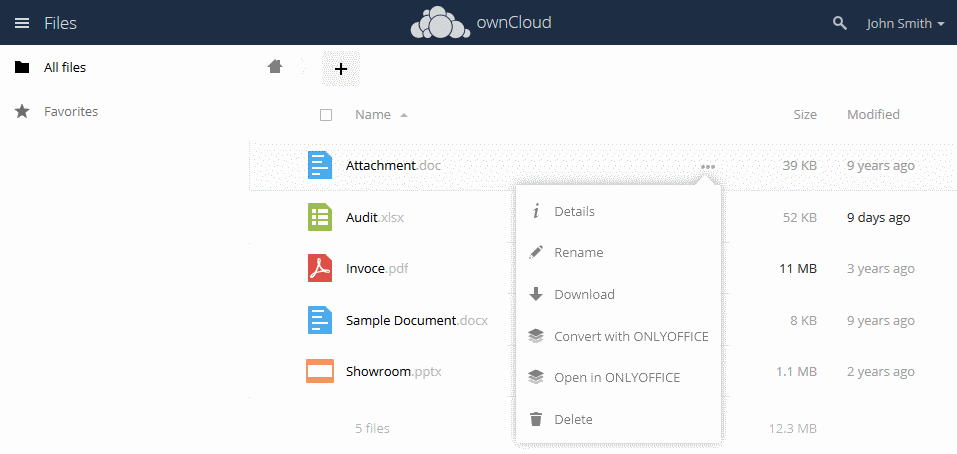 Files ownCloud John Smith
All files
Favorites
Name Size Modified
Attachment.doc 39 KB 9 years ago
Details
Audit.xlsx 52 KB 9 days ago
Rename
Invoce.pdf 11 MB 3 years ago
Download
Sample Document.docx 8 KB 9 years ago
Convert with ONLYOFFICE
Showroom.pptx 1.1 MB 2 years ago
Open in ONLYOFFICE
Delete
5 files 12.3 MB